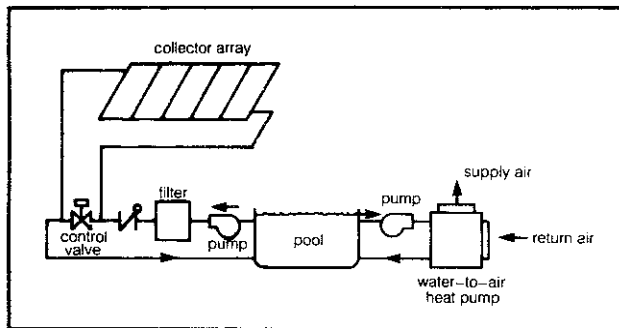 collector array
filter
control
valve
pump
pool
pump
supply air
return air
water-to-air
heat pump